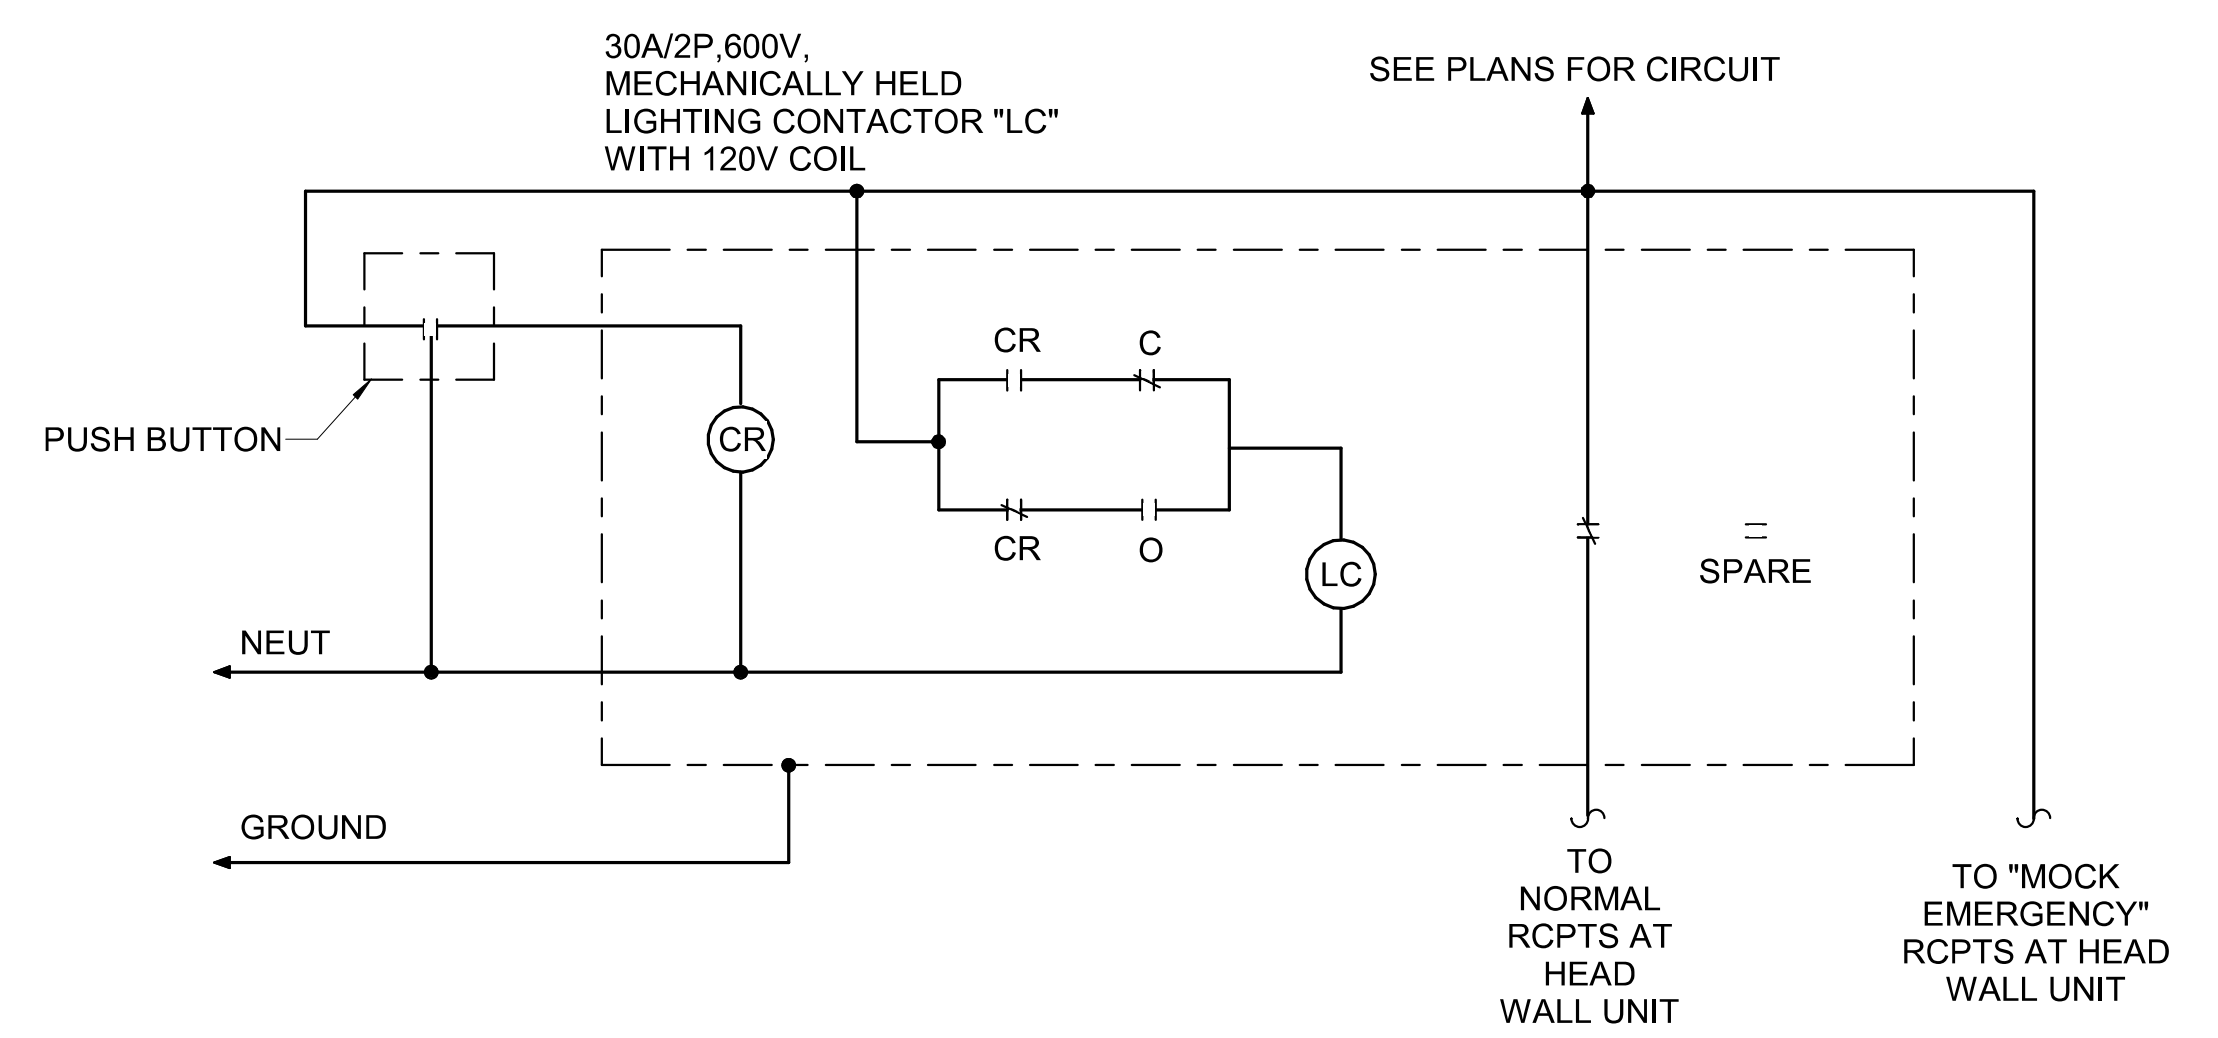 30A/2P,600V,
MECHANICALLY HELD
LIGHTING CONTACTOR "LC"
WITH 120V COIL
SEE PLANS FOR CIRCUIT
PUSH BUTTON
CR
CR
C
CR
O
LC
SPARE
NEUT
GROUND
TO
NORMAL
RCPTS AT
HEAD
WALL UNIT
TO "MOCK
EMERGENCY"
RCPTS AT HEAD
WALL UNIT